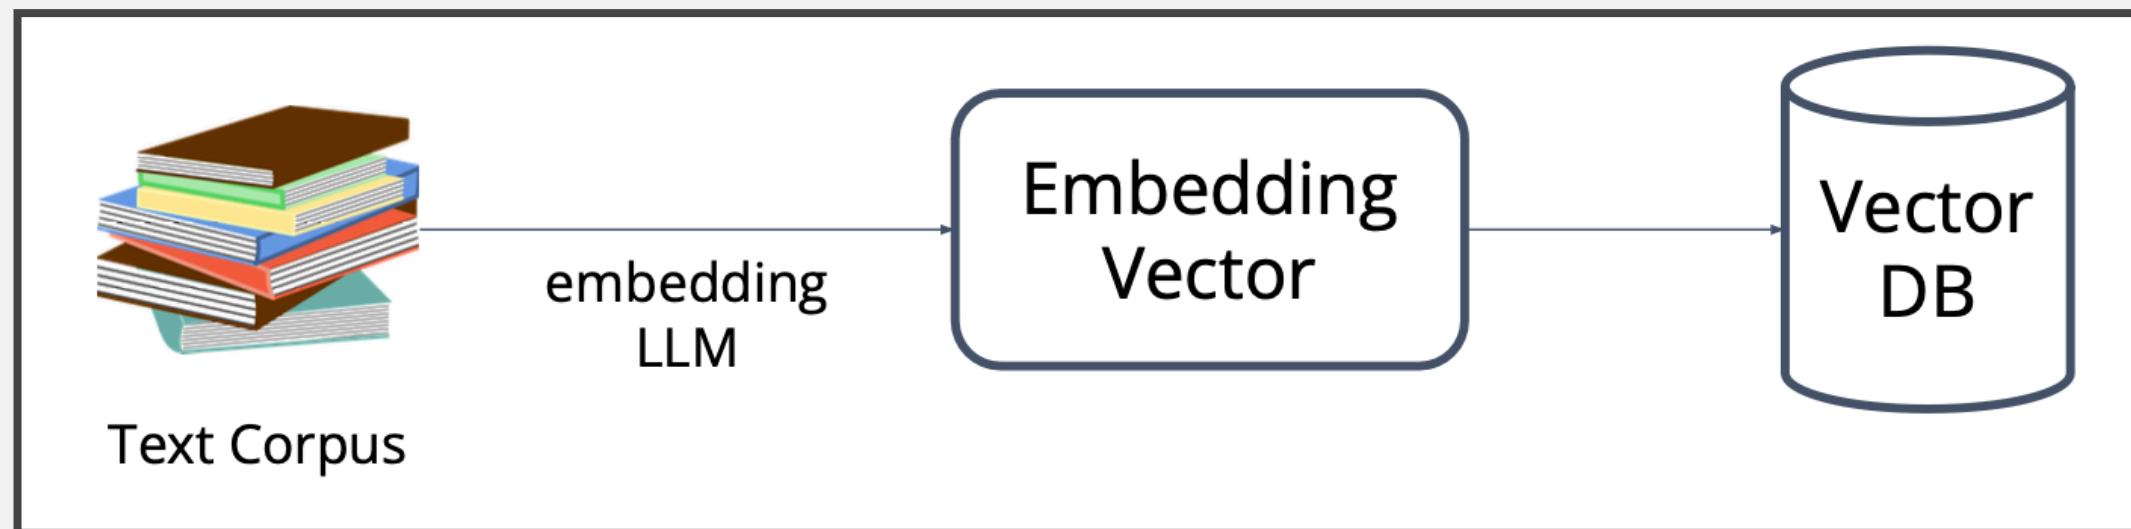 Text Corpus
embedding
LLM
Embedding
Vector
Vector
DB